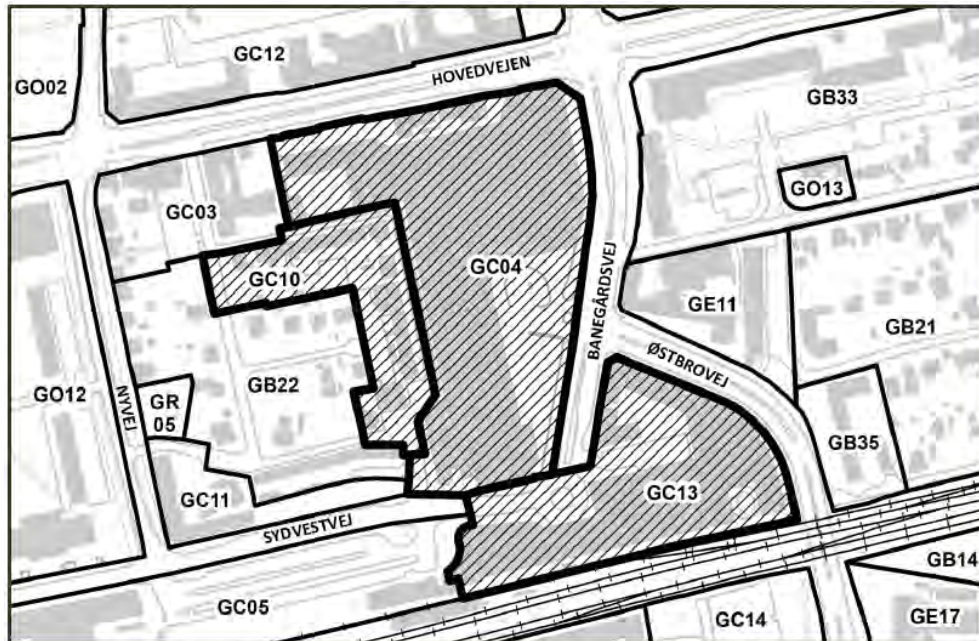 GC12
HOVEDVEJEN
GO02
GB33
GO13
GC03
GC04
GC10
BANEGÅRDSVEJ
GE11
GB21
ØSTBROVEJ
GO12
NYVEJ
GR
05
GB22
GB35
GC11
GC13
SYDVESTVEJ
GB14
GC05
GC14
GE17